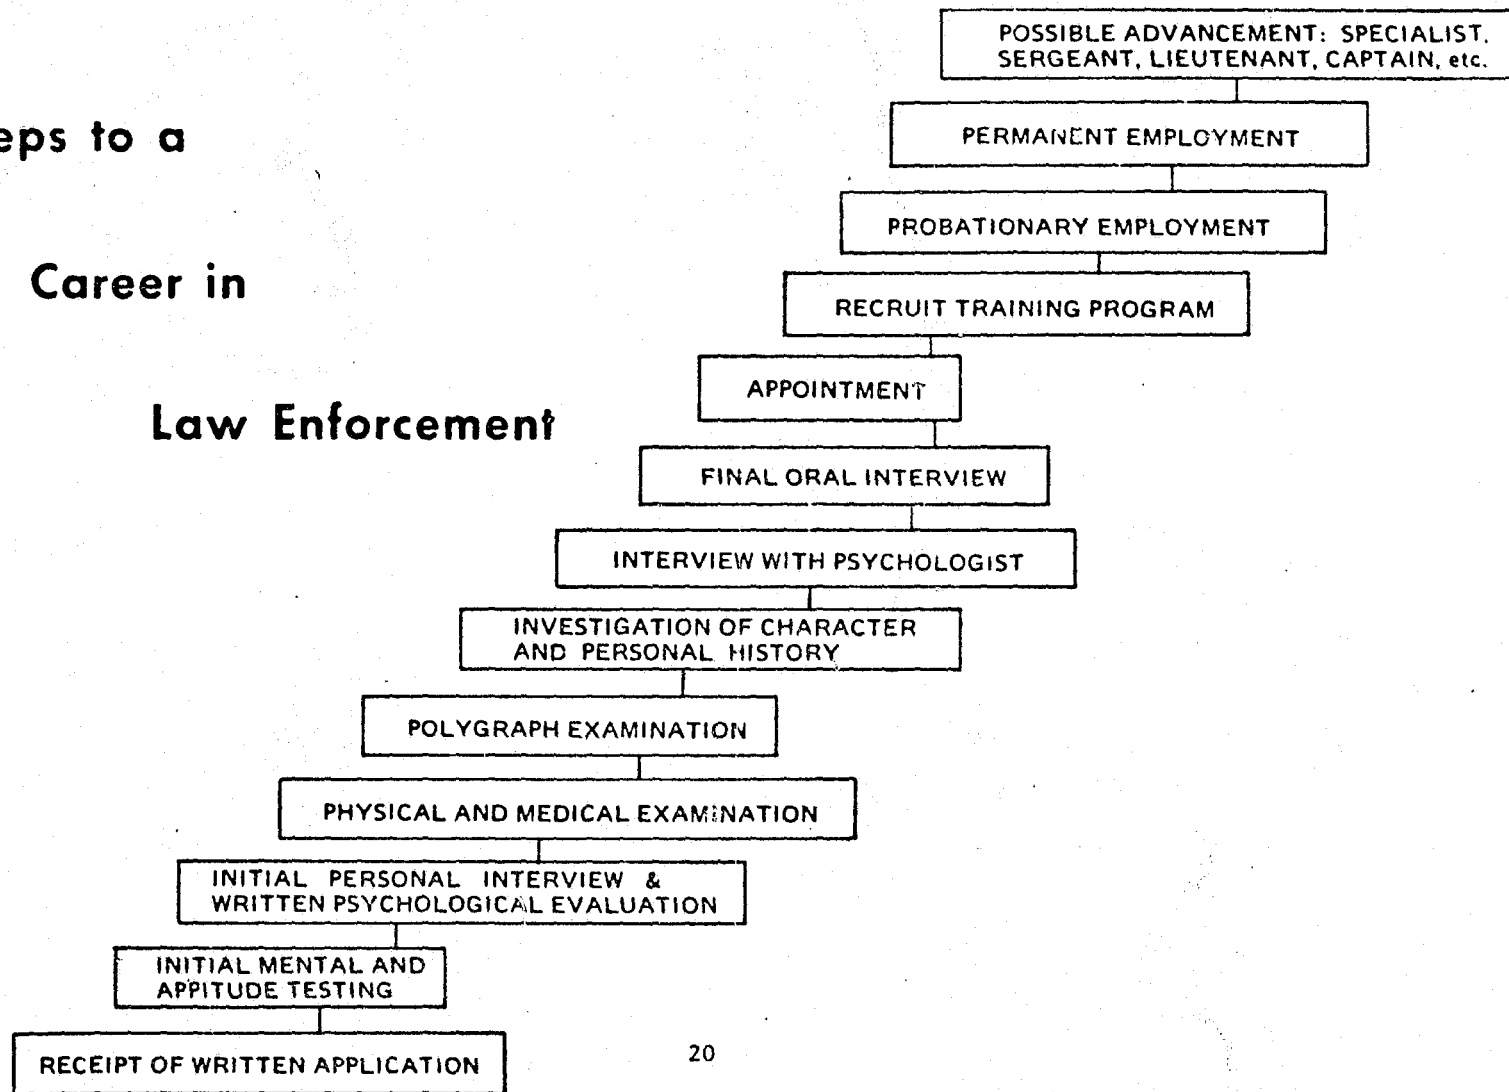 POSSIBLE ADVANCEMENT: SPECIALIST.
SERGEANT, LIEUTENANT, CAPTAIN, etc.
eps to a
PERMANENT EMPLOYMENT
PROBATIONARY EMPLOYMENT
Career in
RECRUIT TRAINING PROGRAM
APPOINTMENT
Law Enforcement
FINAL ORAL INTERVIEW
INTERVIEW WITH PSYCHOLOGIST
INVESTIGATION OF CHARACTER
AND PERSONAL HISTORY
POLYGRAPH EXAMINATION
PHYSICAL AND MEDICAL EXAMINATION
INITIAL PERSONAL INTERVIEW &
WRITTEN PSYCHOLOGICAL EVALUATION
INITIAL MENTAL AND
APPITUDE TESTING
RECEIPT OF WRITTEN APPLICATION
20